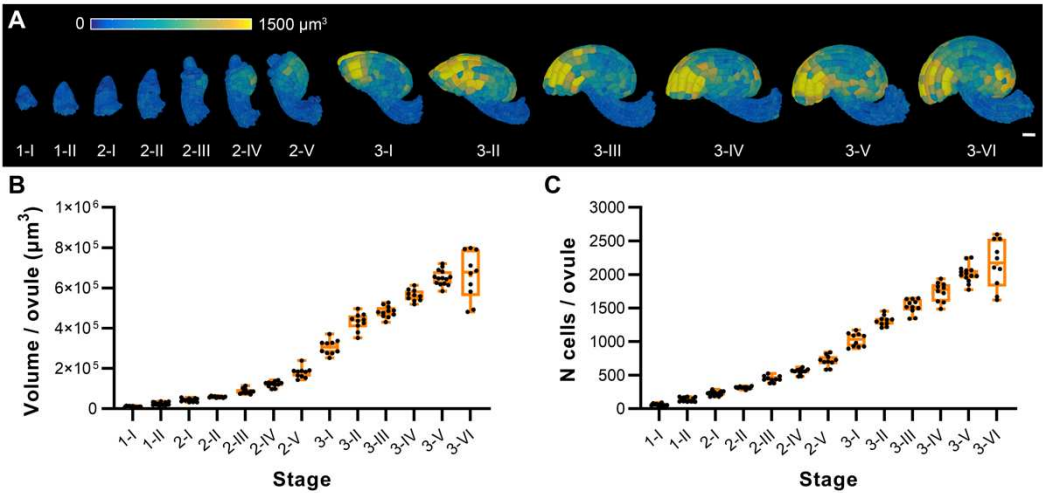 A
0 1500 µm³
1-I 1-II 2-I 2-II 2-III 2-IV 2-V 3-I 3-II 3-III 3-IV 3-V 3-VI
B
Volume / ovule (µm³)
1×10⁶
8×10⁵
6×10⁵
4×10⁵
2×10⁵
0
1-I 1-II 2-I 2-II 2-III 2-IV 2-V 3-I 3-II 3-III 3-IV 3-V 3-VI
Stage
C
N cells / ovule
3000
2500
2000
1500
1000
500
0
1-I 1-II 2-I 2-II 2-III 2-IV 2-V 3-I 3-II 3-III 3-IV 3-V 3-VI
Stage